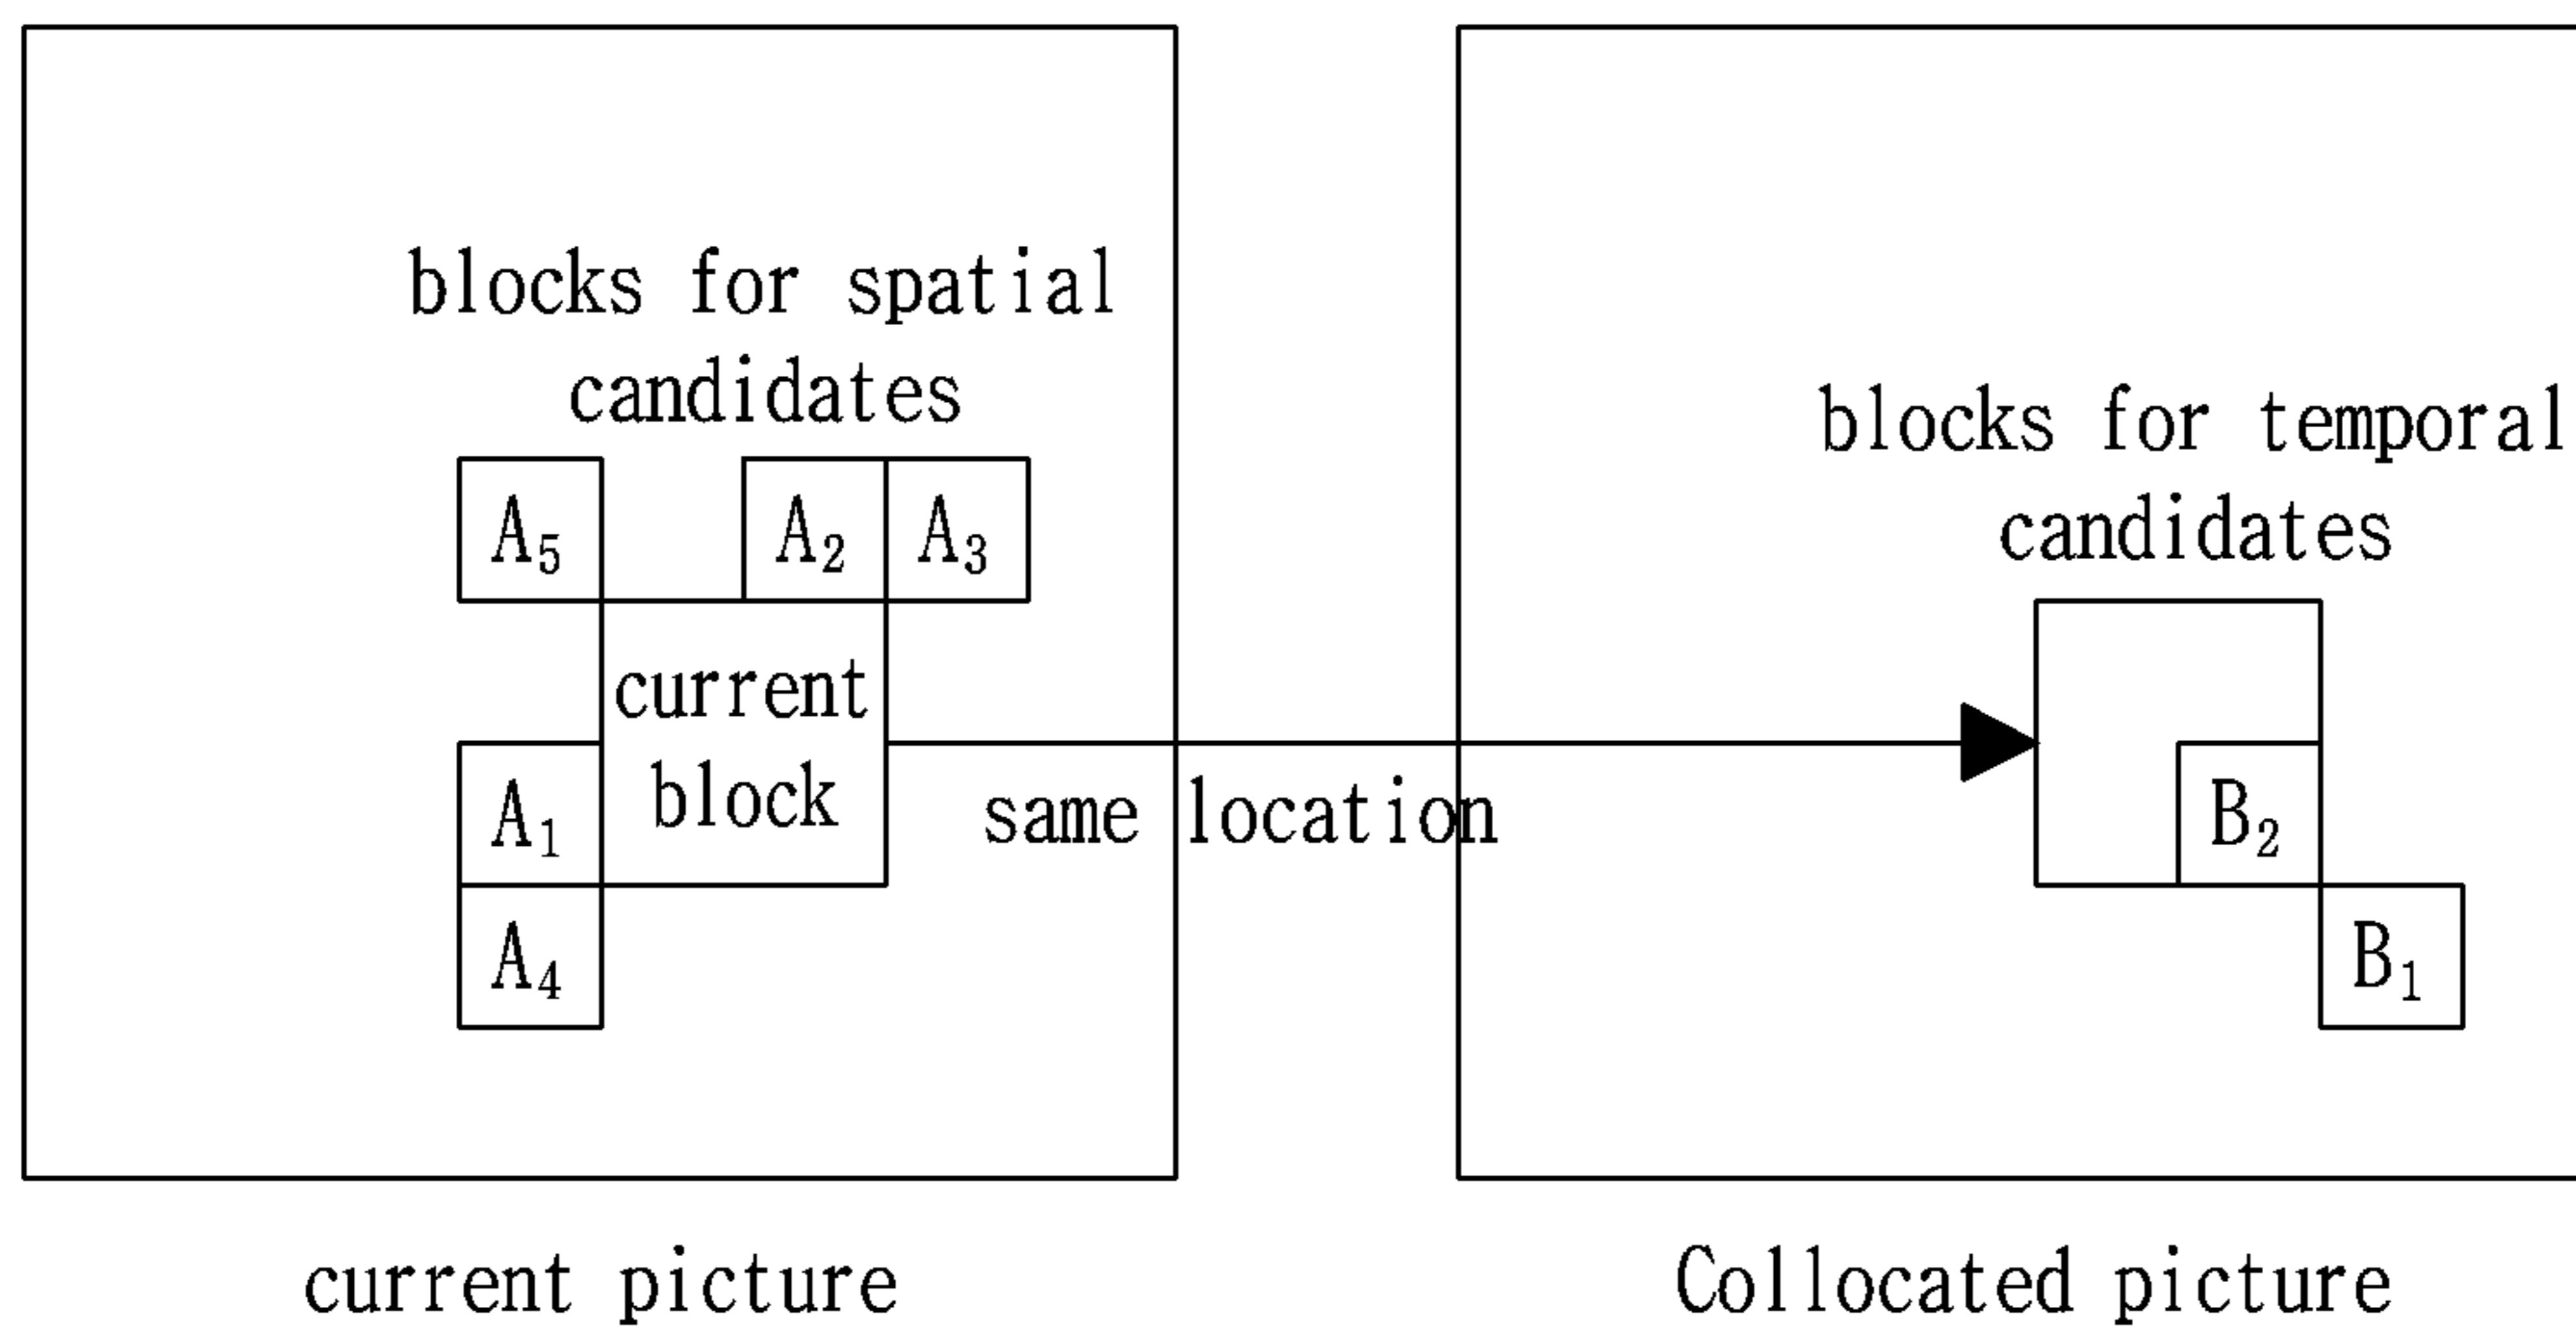 blocks for spatial
candidates
A₅ A₂ A₃
current
block
A₁
A₄
same location
blocks for temporal
candidates
B₂
B₁
current picture
Collocated picture